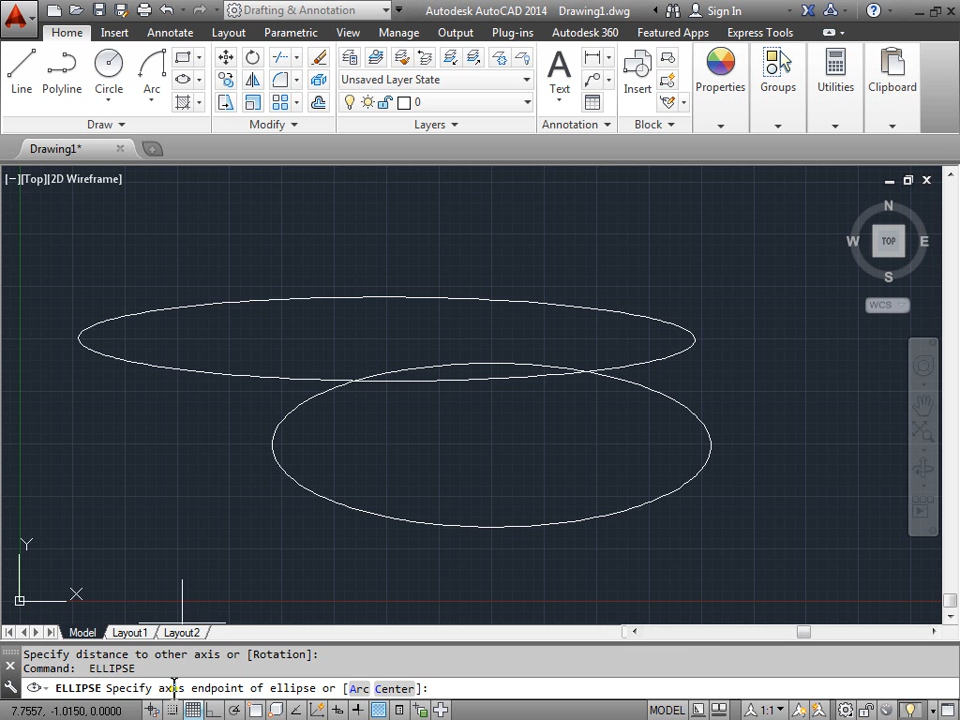 Drafting & Annotation
Autodesk AutoCAD 2014 Drawing1.dwg
Sign In
Home Insert Annotate Layout Parametric View Manage Output Plug-ins Autodesk 360 Featured Apps Express Tools
Unsaved Layer State
0
Line Polyline Circle Arc
Text Insert Properties Groups Utilities Clipboard
Draw Modify Layers Annotation Block
Drawing1*
[−][Top][2D Wireframe]
N
W TOP E
S
WCS
Y
X
Model Layout1 Layout2
Specify distance to other axis or [Rotation]:
Command: ELLIPSE
ELLIPSE Specify axis endpoint of ellipse or [Arc Center]:
7.7557, -1.0150, 0.0000 MODEL 1:1